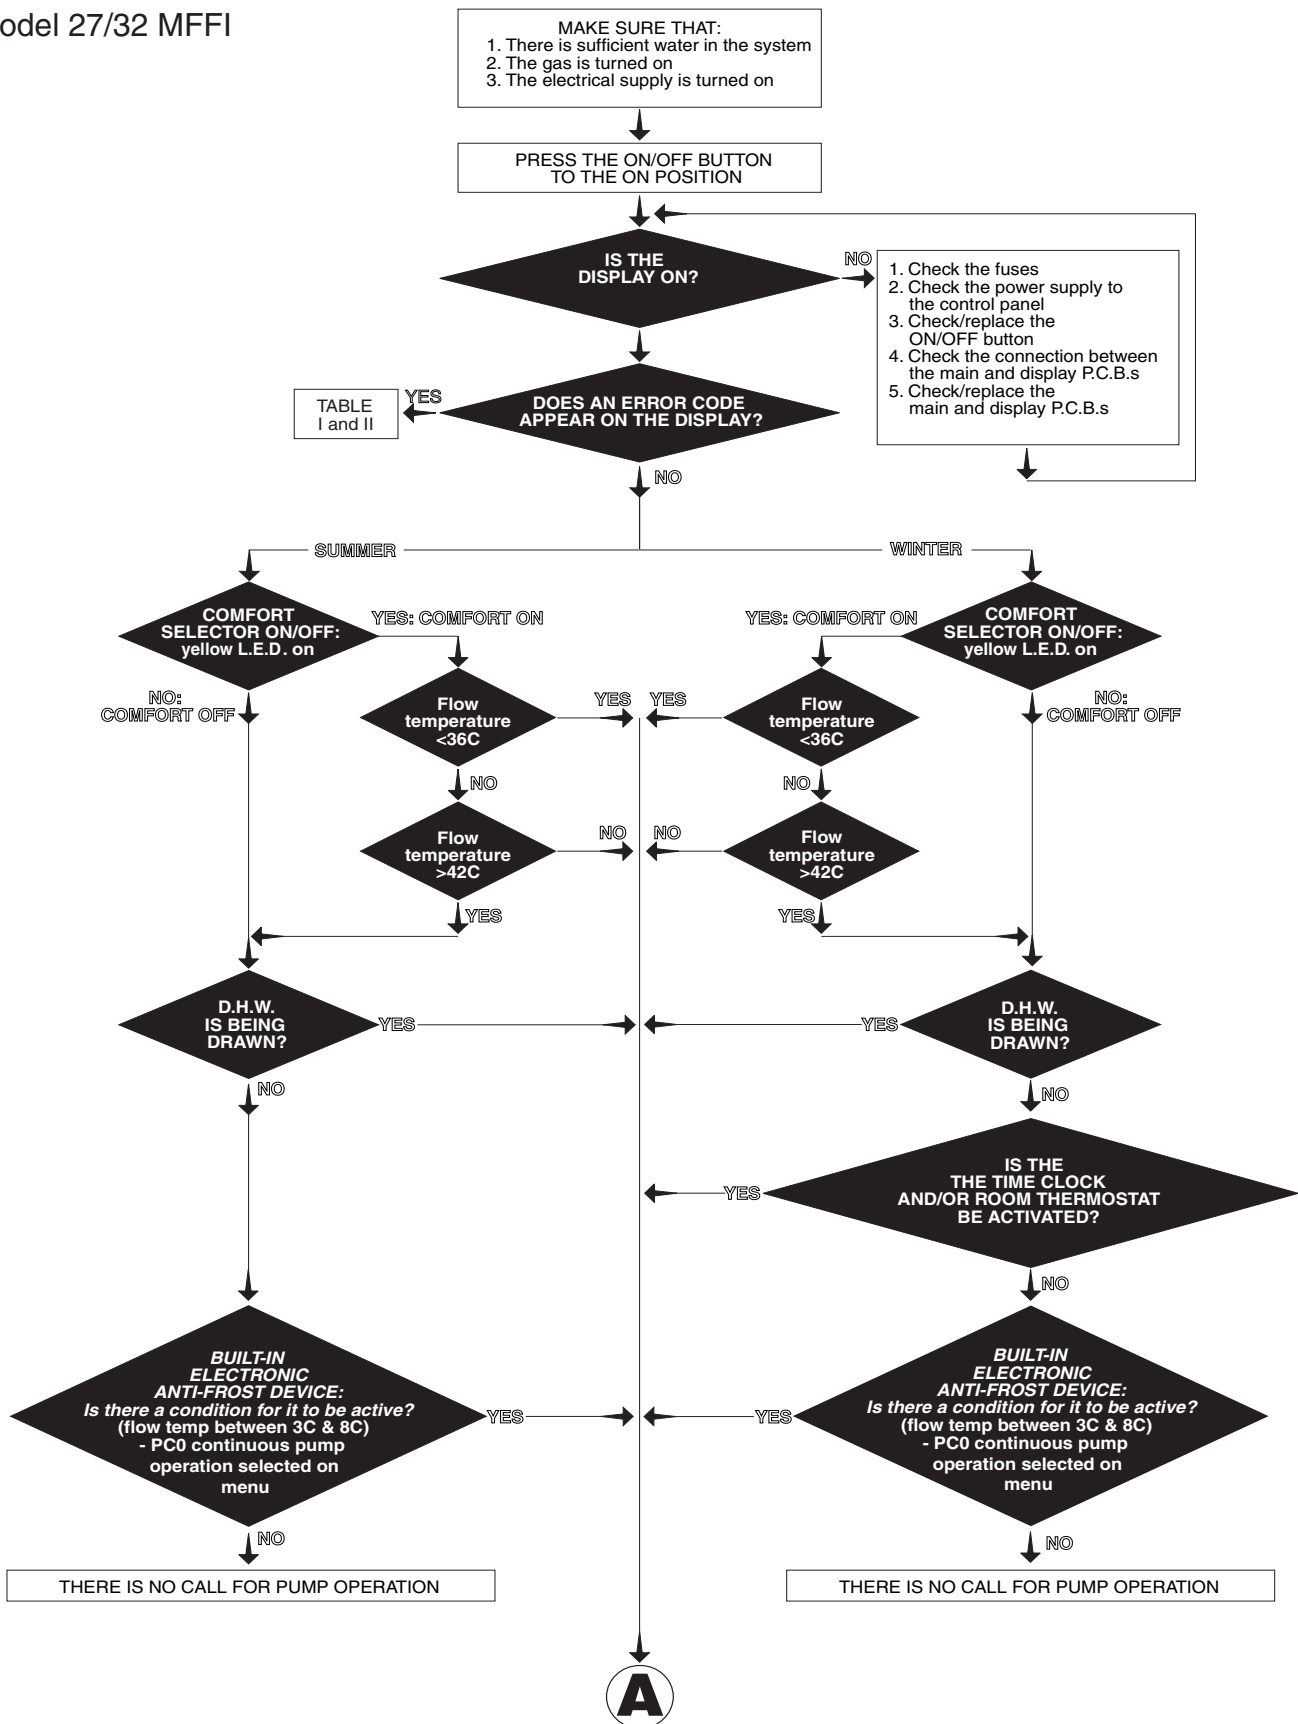 odel 27/32 MFFI
MAKE SURE THAT:
1. There is sufficient water in the system
2. The gas is turned on
3. The electrical supply is turned on
PRESS THE ON/OFF BUTTON
TO THE ON POSITION
IS THE
DISPLAY ON?
NO
1. Check the fuses
2. Check the power supply to
the control panel
3. Check/replace the
ON/OFF button
4. Check the connection between
the main and display P.C.B.s
5. Check/replace the
main and display P.C.B.s
DOES AN ERROR CODE
APPEAR ON THE DISPLAY?
YES
TABLE
I and II
NO
SUMMER
WINTER
COMFORT
SELECTOR ON/OFF:
yellow L.E.D. on
YES: COMFORT ON
YES: COMFORT ON
COMFORT
SELECTOR ON/OFF:
yellow L.E.D. on
NO:
COMFORT OFF
Flow
temperature
<36C
YES
YES
Flow
temperature
<36C
NO:
COMFORT OFF
NO
NO
Flow
temperature
>42C
NO
NO
Flow
temperature
>42C
YES
YES
D.H.W.
IS BEING
DRAWN?
YES
YES
D.H.W.
IS BEING
DRAWN?
NO
NO
YES
IS THE
THE TIME CLOCK
AND/OR ROOM THERMOSTAT
BE ACTIVATED?
NO
BUILT-IN
ELECTRONIC
ANTI-FROST DEVICE:
Is there a condition for it to be active?
(flow temp between 3C & 8C)
- PC0 continuous pump
operation selected on
menu
YES
YES
BUILT-IN
ELECTRONIC
ANTI-FROST DEVICE:
Is there a condition for it to be active?
(flow temp between 3C & 8C)
- PC0 continuous pump
operation selected on
menu
NO
NO
THERE IS NO CALL FOR PUMP OPERATION
THERE IS NO CALL FOR PUMP OPERATION
A